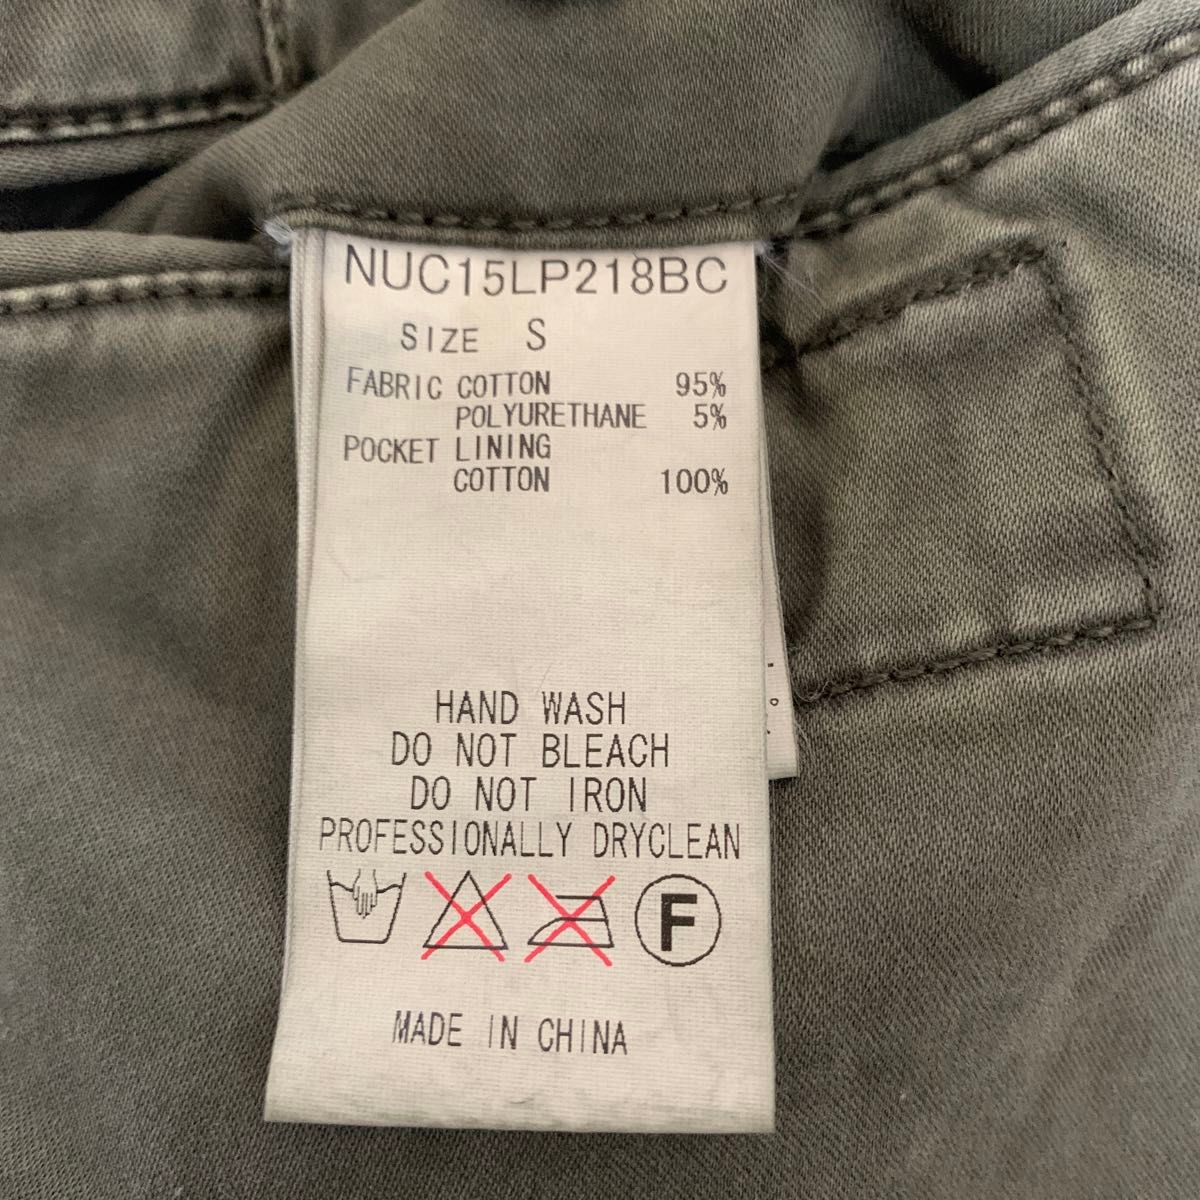 NUC15LP218BC
SIZE S
FABRIC COTTON 95%
POLYURETHANE 5%
POCKET LINING
COTTON 100%
HAND WASH
DO NOT BLEACH
DO NOT IRON
PROFESSIONALLY DRYCLEAN
F
MADE IN CHINA